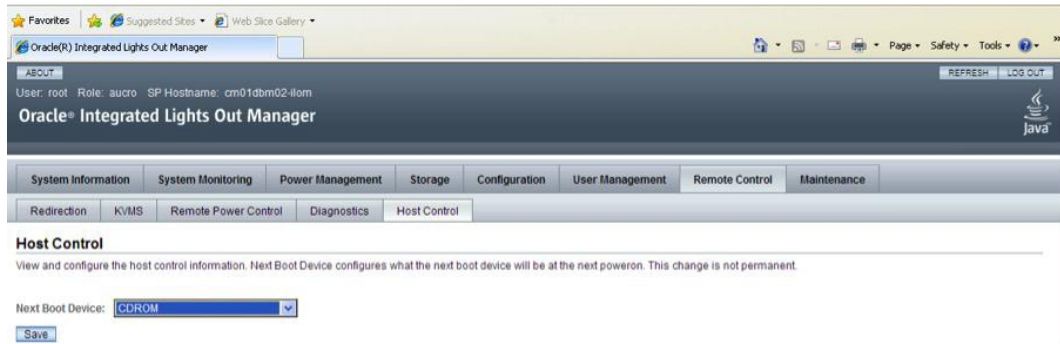 Favorites Suggested Sites Web Slice Gallery
Oracle(R) Integrated Lights Out Manager Page Safety Tools »
ABOUT REFRESH LOG OUT
User: root Role: aucro SP Hostname: cm01dbm02-ilom
Oracle® Integrated Lights Out Manager Java™
System Information System Monitoring Power Management Storage Configuration User Management Remote Control Maintenance
Redirection KVMS Remote Power Control Diagnostics Host Control
Host Control
View and configure the host control information. Next Boot Device configures what the next boot device will be at the next poweron. This change is not permanent.
Next Boot Device: CDROM
Save